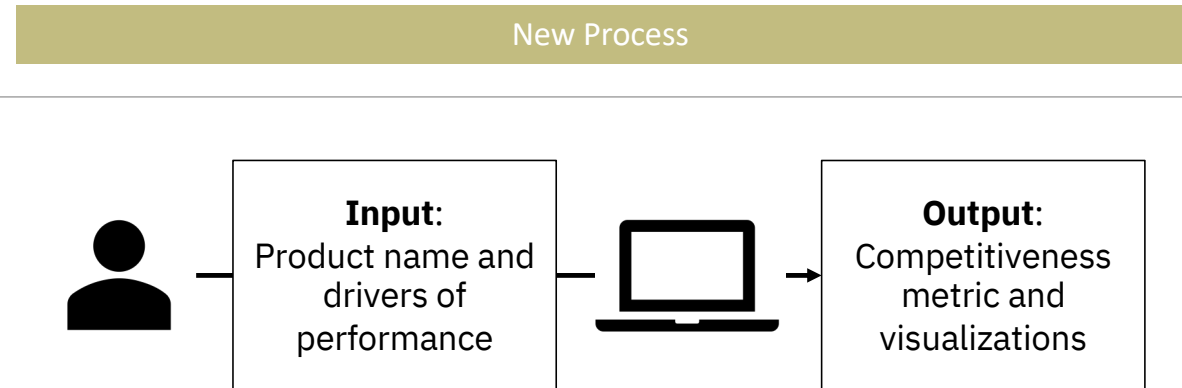 New Process
Input:
Product name and
drivers of
performance
Output:
Competitiveness
metric and
visualizations